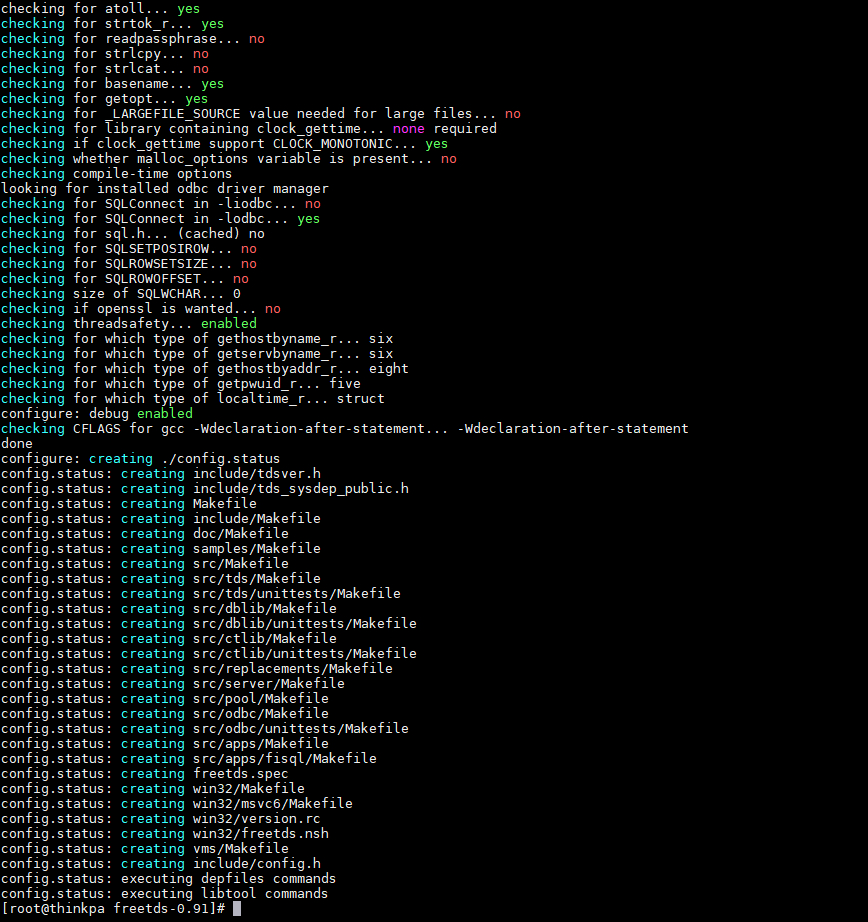 checking for atoll... yes
checking for strtok_r... yes
checking for readpassphrase... no
checking for strlcpy... no
checking for strlcat... no
checking for basename... yes
checking for getopt... yes
checking for _LARGEFILE_SOURCE value needed for large files... no
checking for library containing clock_gettime... none required
checking if clock_gettime support CLOCK_MONOTONIC... yes
checking whether malloc_options variable is present... no
checking compile-time options
looking for installed odbc driver manager
checking for SQLConnect in -liodbc... no
checking for SQLConnect in -lodbc... yes
checking for sql.h... (cached) no
checking for SQLSETPOSIROW... no
checking for SQLROWSETSIZE... no
checking for SQLROWOFFSET... no
checking size of SQLWCHAR... 0
checking if openssl is wanted... no
checking threadsafety... enabled
checking for which type of gethostbyname_r... six
checking for which type of getservbyname_r... six
checking for which type of gethostbyaddr_r... eight
checking for which type of getpwuid_r... five
checking for which type of localtime_r... struct
configure: debug enabled
checking CFLAGS for gcc -Wdeclaration-after-statement... -Wdeclaration-after-statement
done
configure: creating ./config.status
config.status: creating include/tdsver.h
config.status: creating include/tds_sysdep_public.h
config.status: creating Makefile
config.status: creating include/Makefile
config.status: creating doc/Makefile
config.status: creating samples/Makefile
config.status: creating src/Makefile
config.status: creating src/tds/Makefile
config.status: creating src/tds/unittests/Makefile
config.status: creating src/dblib/Makefile
config.status: creating src/dblib/unittests/Makefile
config.status: creating src/ctlib/Makefile
config.status: creating src/ctlib/unittests/Makefile
config.status: creating src/replacements/Makefile
config.status: creating src/server/Makefile
config.status: creating src/pool/Makefile
config.status: creating src/odbc/Makefile
config.status: creating src/odbc/unittests/Makefile
config.status: creating src/apps/Makefile
config.status: creating src/apps/fisql/Makefile
config.status: creating freetds.spec
config.status: creating win32/Makefile
config.status: creating win32/msvc6/Makefile
config.status: creating win32/version.rc
config.status: creating win32/freetds.nsh
config.status: creating vms/Makefile
config.status: creating include/config.h
config.status: executing depfiles commands
config.status: executing libtool commands
[root@thinkpa freetds-0.91]#